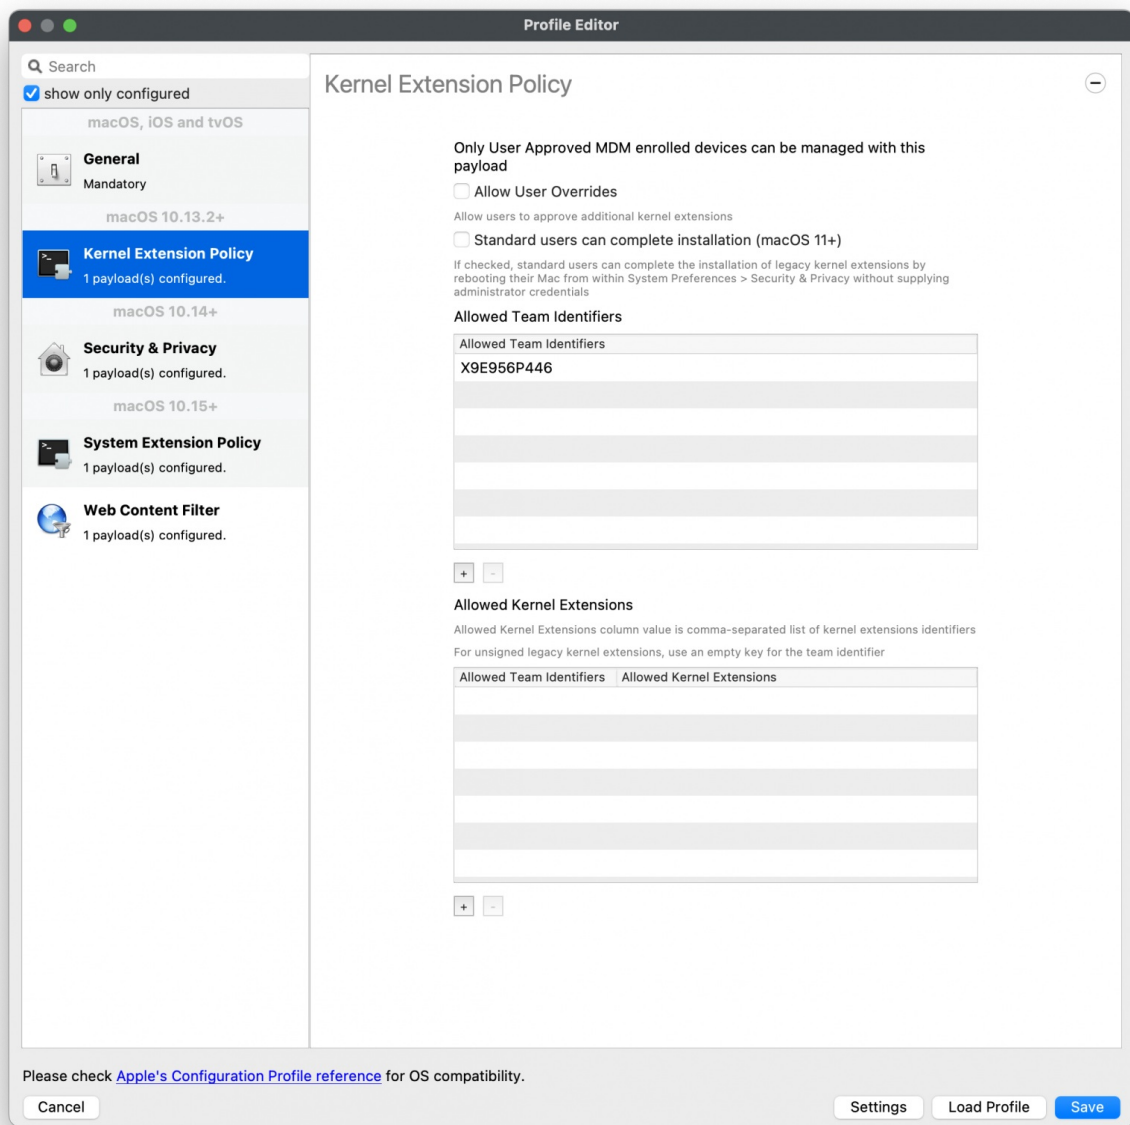 Profile Editor
Search
show only configured
macOS, iOS and tvOS
General
Mandatory
macOS 10.13.2+
Kernel Extension Policy
1 payload(s) configured.
macOS 10.14+
Security & Privacy
1 payload(s) configured.
macOS 10.15+
System Extension Policy
1 payload(s) configured.
Web Content Filter
1 payload(s) configured.
Kernel Extension Policy
Only User Approved MDM enrolled devices can be managed with this
payload
Allow User Overrides
Allow users to approve additional kernel extensions
Standard users can complete installation (macOS 11+)
If checked, standard users can complete the installation of legacy kernel extensions by
rebooting their Mac from within System Preferences > Security & Privacy without supplying
administrator credentials
Allowed Team Identifiers
Allowed Team Identifiers
X9E956P446
+ -
Allowed Kernel Extensions
Allowed Kernel Extensions column value is comma-separated list of kernel extensions identifiers
For unsigned legacy kernel extensions, use an empty key for the team identifier
Allowed Team Identifiers Allowed Kernel Extensions
+ -
Please check Apple's Configuration Profile reference for OS compatibility.
Cancel Settings Load Profile Save